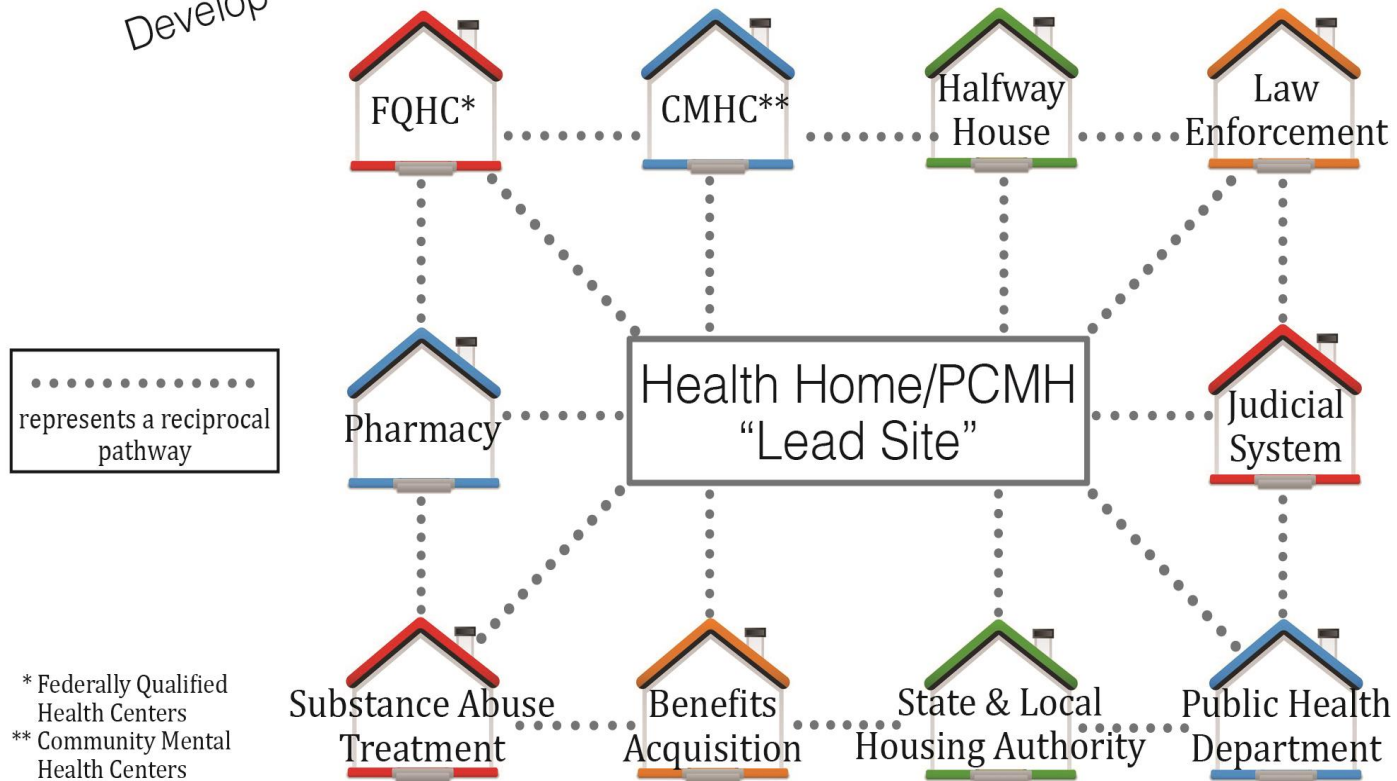 Develop
FQHC*
CMHC**
Halfway
House
Law
Enforcement
represents a reciprocal
pathway
Pharmacy
Health Home/PCMH
“Lead Site”
Judicial
System
* Federally Qualified
Health Centers
** Community Mental
Health Centers
Substance Abuse
Treatment
Benefits
Acquisition
State & Local
Housing Authority
Public Health
Department